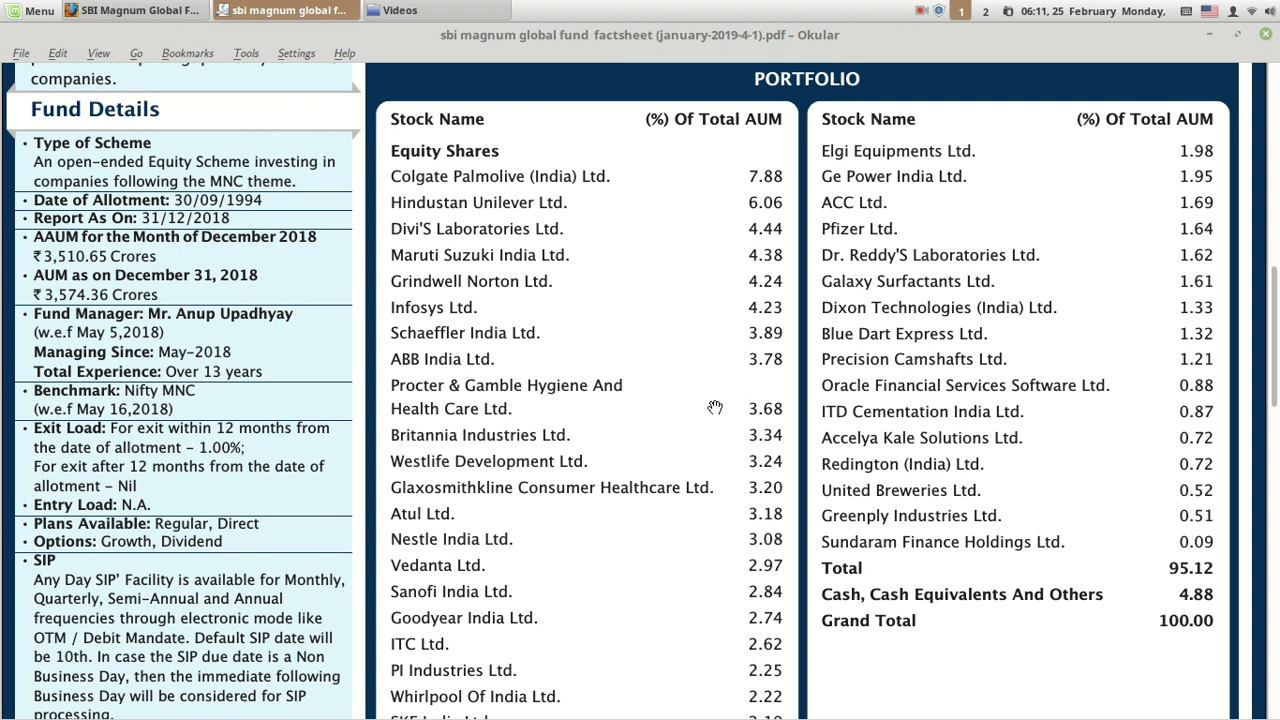 Menu
SBI Magnum Global F...
sbi magnum global f...
Videos
1
2
06:11, 25 February Monday,
sbi magnum global fund factsheet (january-2019-4-1).pdf – Okular
File Edit View Go Bookmarks Tools Settings Help
companies.
Fund Details
• Type of Scheme
An open-ended Equity Scheme investing in
companies following the MNC theme.
• Date of Allotment: 30/09/1994
• Report As On: 31/12/2018
• AAUM for the Month of December 2018
₹ 3,510.65 Crores
• AUM as on December 31, 2018
₹ 3,574.36 Crores
• Fund Manager: Mr. Anup Upadhyay
(w.e.f May 5,2018)
Managing Since: May-2018
Total Experience: Over 13 years
• Benchmark: Nifty MNC
(w.e.f May 16,2018)
• Exit Load: For exit within 12 months from
the date of allotment – 1.00%;
For exit after 12 months from the date of
allotment – Nil
• Entry Load: N.A.
• Plans Available: Regular, Direct
• Options: Growth, Dividend
• SIP
Any Day SIP’ Facility is available for Monthly,
Quarterly, Semi-Annual and Annual
frequencies through electronic mode like
OTM / Debit Mandate. Default SIP date will
be 10th. In case the SIP due date is a Non
Business Day, then the immediate following
Business Day will be considered for SIP
processing.
PORTFOLIO
Stock Name (%) Of Total AUM
Equity Shares
Colgate Palmolive (India) Ltd. 7.88
Hindustan Unilever Ltd. 6.06
Divi'S Laboratories Ltd. 4.44
Maruti Suzuki India Ltd. 4.38
Grindwell Norton Ltd. 4.24
Infosys Ltd. 4.23
Schaeffler India Ltd. 3.89
ABB India Ltd. 3.78
Procter & Gamble Hygiene And
Health Care Ltd. 3.68
Britannia Industries Ltd. 3.34
Westlife Development Ltd. 3.24
Glaxosmithkline Consumer Healthcare Ltd. 3.20
Atul Ltd. 3.18
Nestle India Ltd. 3.08
Vedanta Ltd. 2.97
Sanofi India Ltd. 2.84
Goodyear India Ltd. 2.74
ITC Ltd. 2.62
PI Industries Ltd. 2.25
Whirlpool Of India Ltd. 2.22
Stock Name (%) Of Total AUM
Elgi Equipments Ltd. 1.98
Ge Power India Ltd. 1.95
ACC Ltd. 1.69
Pfizer Ltd. 1.64
Dr. Reddy'S Laboratories Ltd. 1.62
Galaxy Surfactants Ltd. 1.61
Dixon Technologies (India) Ltd. 1.33
Blue Dart Express Ltd. 1.32
Precision Camshafts Ltd. 1.21
Oracle Financial Services Software Ltd. 0.88
ITD Cementation India Ltd. 0.87
Accelya Kale Solutions Ltd. 0.72
Redington (India) Ltd. 0.72
United Breweries Ltd. 0.52
Greenply Industries Ltd. 0.51
Sundaram Finance Holdings Ltd. 0.09
Total 95.12
Cash, Cash Equivalents And Others 4.88
Grand Total 100.00